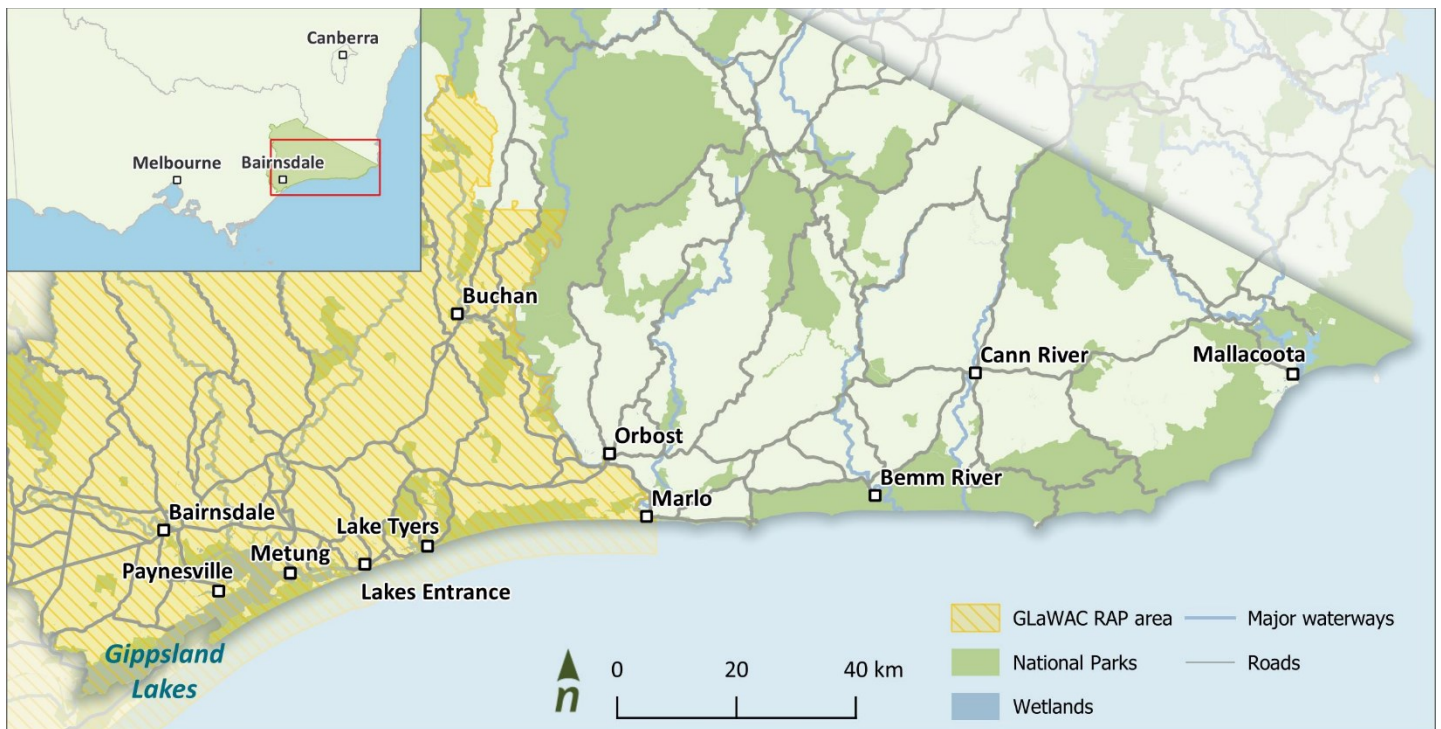 Canberra
Melbourne
Bairnsdale
Buchan
Cann River
Mallacoota
Orbost
Bemm River
Marlo
Bairnsdale
Lake Tyers
Metung
Paynesville
Lakes Entrance
Gippsland
Lakes
n
0 20 40 km
GLaWAC RAP area
National Parks
Wetlands
Major waterways
Roads